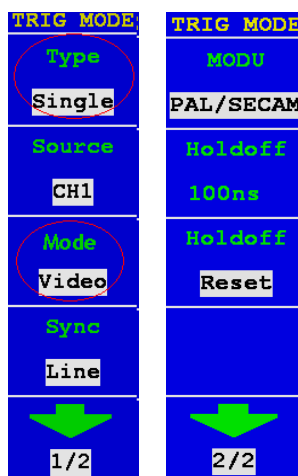 TRIG MODE
Type
Single
Source
CH1
Mode
Video
Sync
Line
1/2
TRIG MODE
MODU
PAL/SECAM
Holdoff
100ns
Holdoff
Reset
2/2